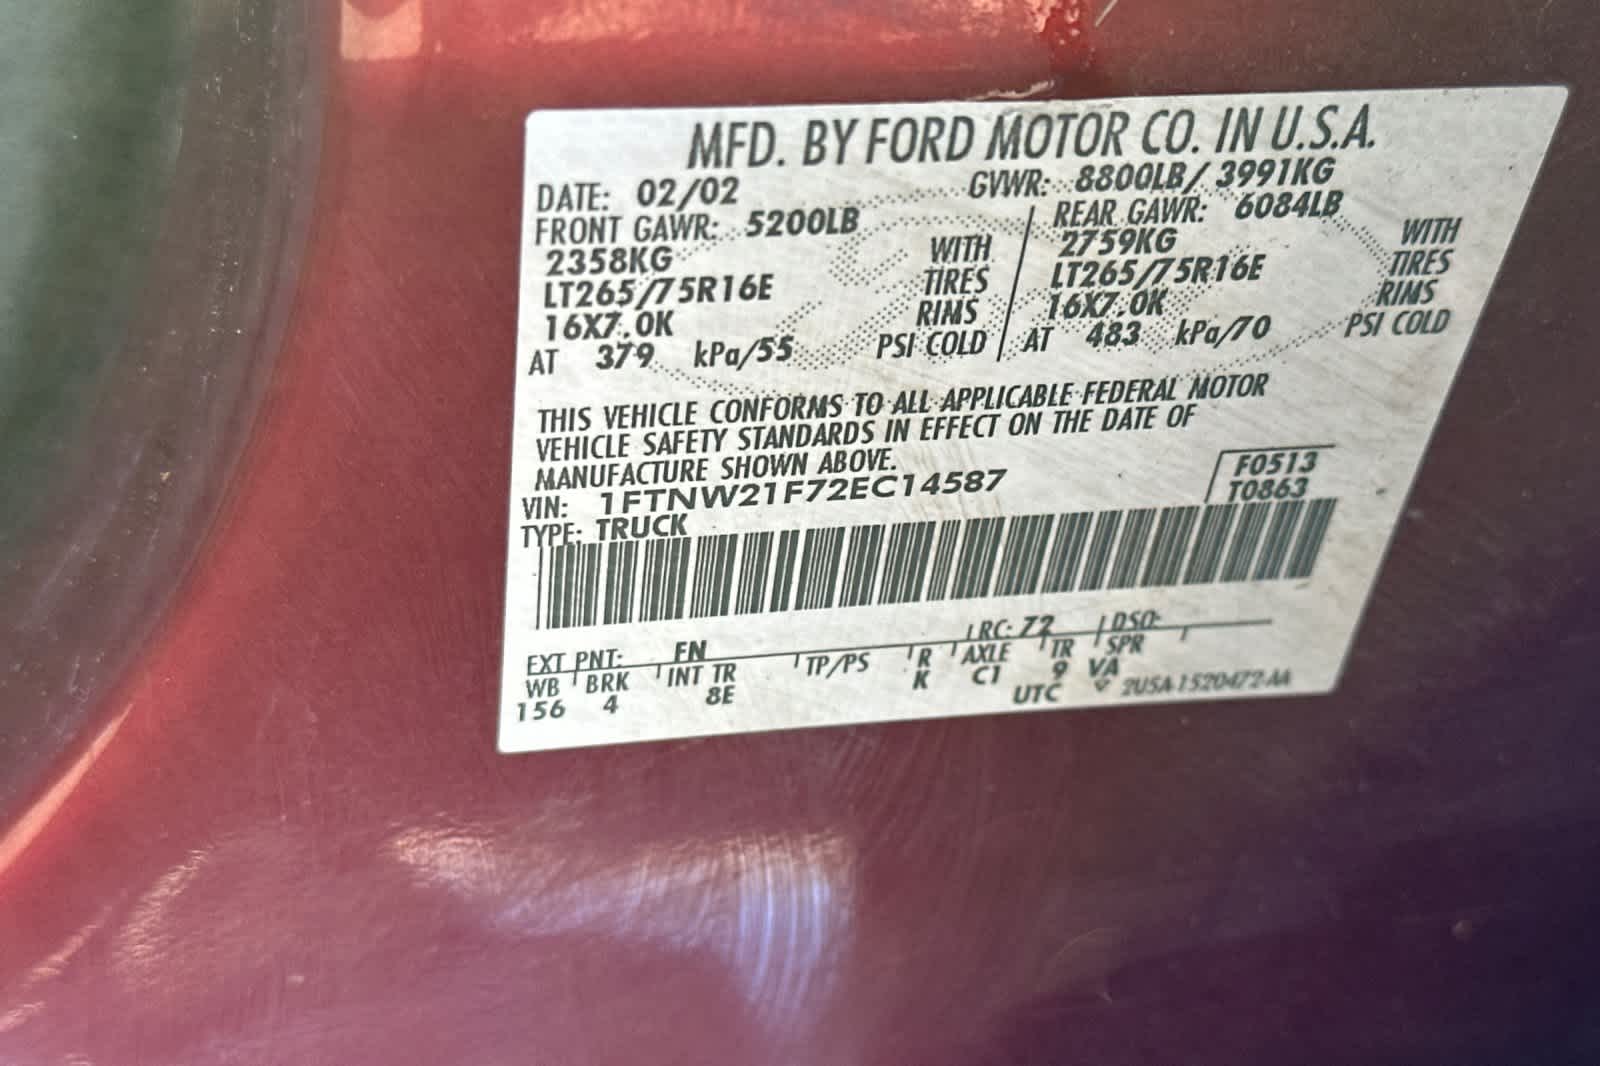 MFD. BY FORD MOTOR CO. IN U.S.A.
DATE: 02/02 GVWR: 8800LB/ 3991KG
FRONT GAWR: 5200LB REAR GAWR: 6084LB
2358KG WITH 2759KG WITH
LT265/75R16E TIRES LT265/75R16E TIRES
16X7.0K RIMS 16X7.0K RIMS
AT 379 kPa/55 PSI COLD AT 483 kPa/70 PSI COLD
THIS VEHICLE CONFORMS TO ALL APPLICABLE FEDERAL MOTOR
VEHICLE SAFETY STANDARDS IN EFFECT ON THE DATE OF
MANUFACTURE SHOWN ABOVE.
VIN: 1FTNW21F72EC14587 F0513
TYPE: TRUCK T0863
EXT PNT: FN RC: 72 DSO:
WB BRK INT TR TP/PS R AXLE TR SPR
156 4 8E K C1 9 VA
UTC 2USA-1520472-AA